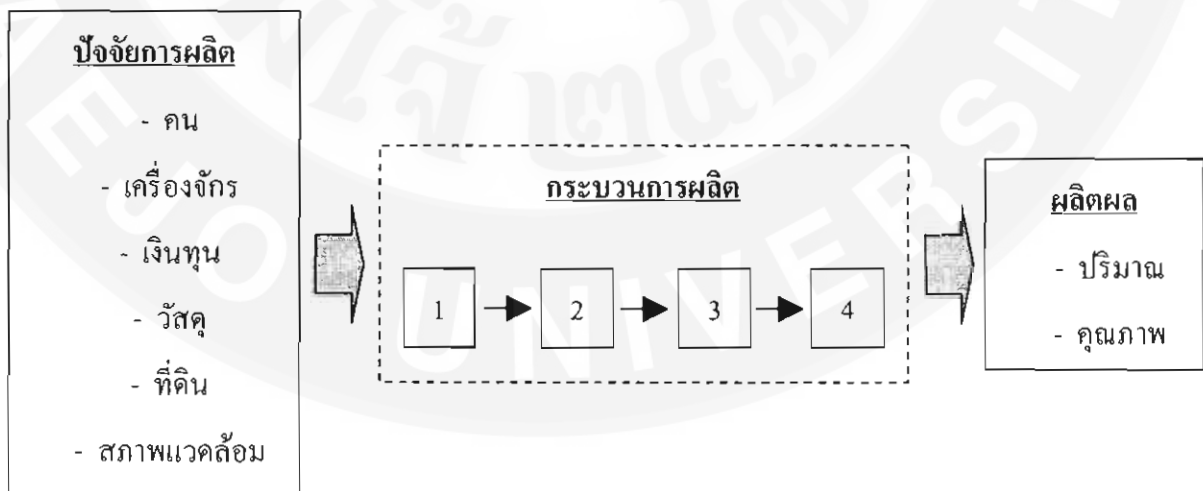 ปัจจัยการผลิต
- คน
- เครื่องจักร
- เงินทุน
- วัสดุ
- ที่ดิน
- สภาพแวดล้อม
กระบวนการผลิต
1 2 3 4
ผลิตผล
- ปริมาณ
- คุณภาพ
UNIVERSIT